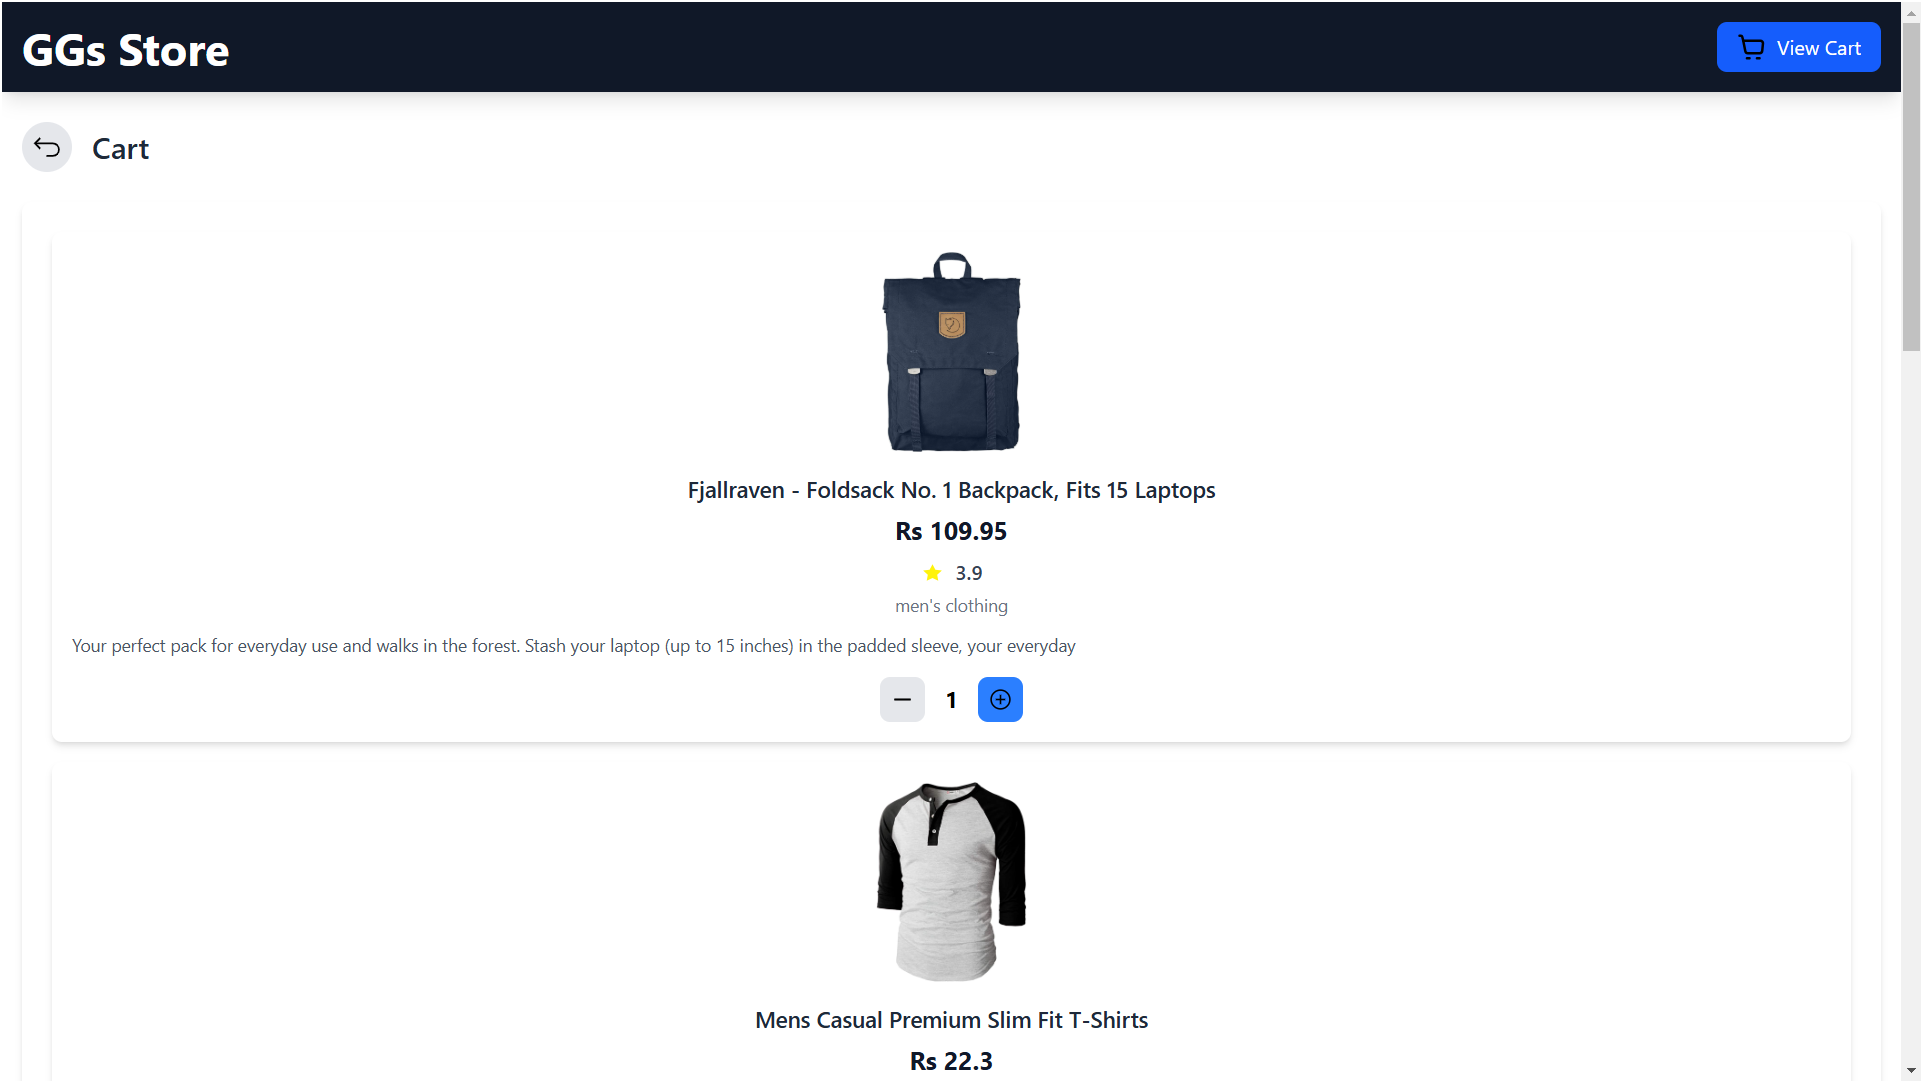 GGs Store
View Cart
Cart
Fjallraven - Foldsack No. 1 Backpack, Fits 15 Laptops
Rs 109.95
3.9
men's clothing
Your perfect pack for everyday use and walks in the forest. Stash your laptop (up to 15 inches) in the padded sleeve, your everyday
1
Mens Casual Premium Slim Fit T-Shirts
Rs 22.3